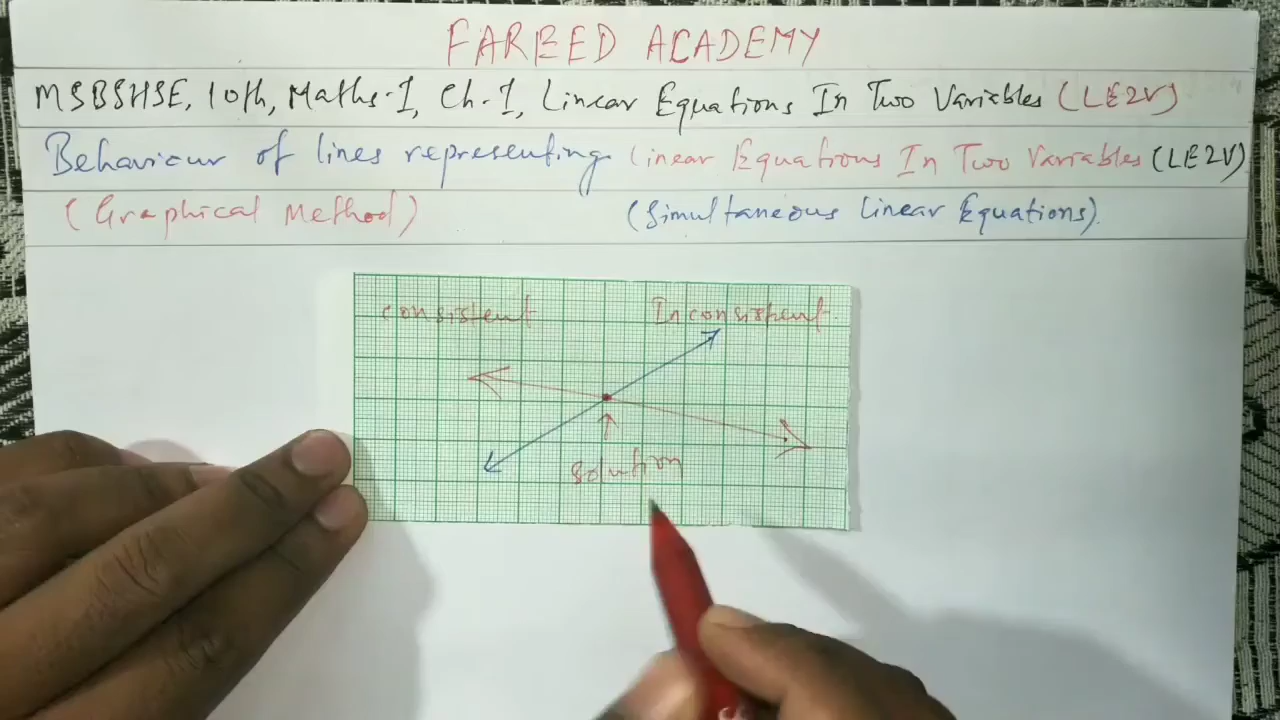 FAREED ACADEMY
MSBSHSE, 10th, Maths-I, Ch-1, Linear Equations In Two Variables (LE2V)
Behaviour of lines representing Linear Equations In Two Variables (LE2V)
(Graphical Method) (Simultaneous Linear Equations).
consistent Inconsistent.
solution